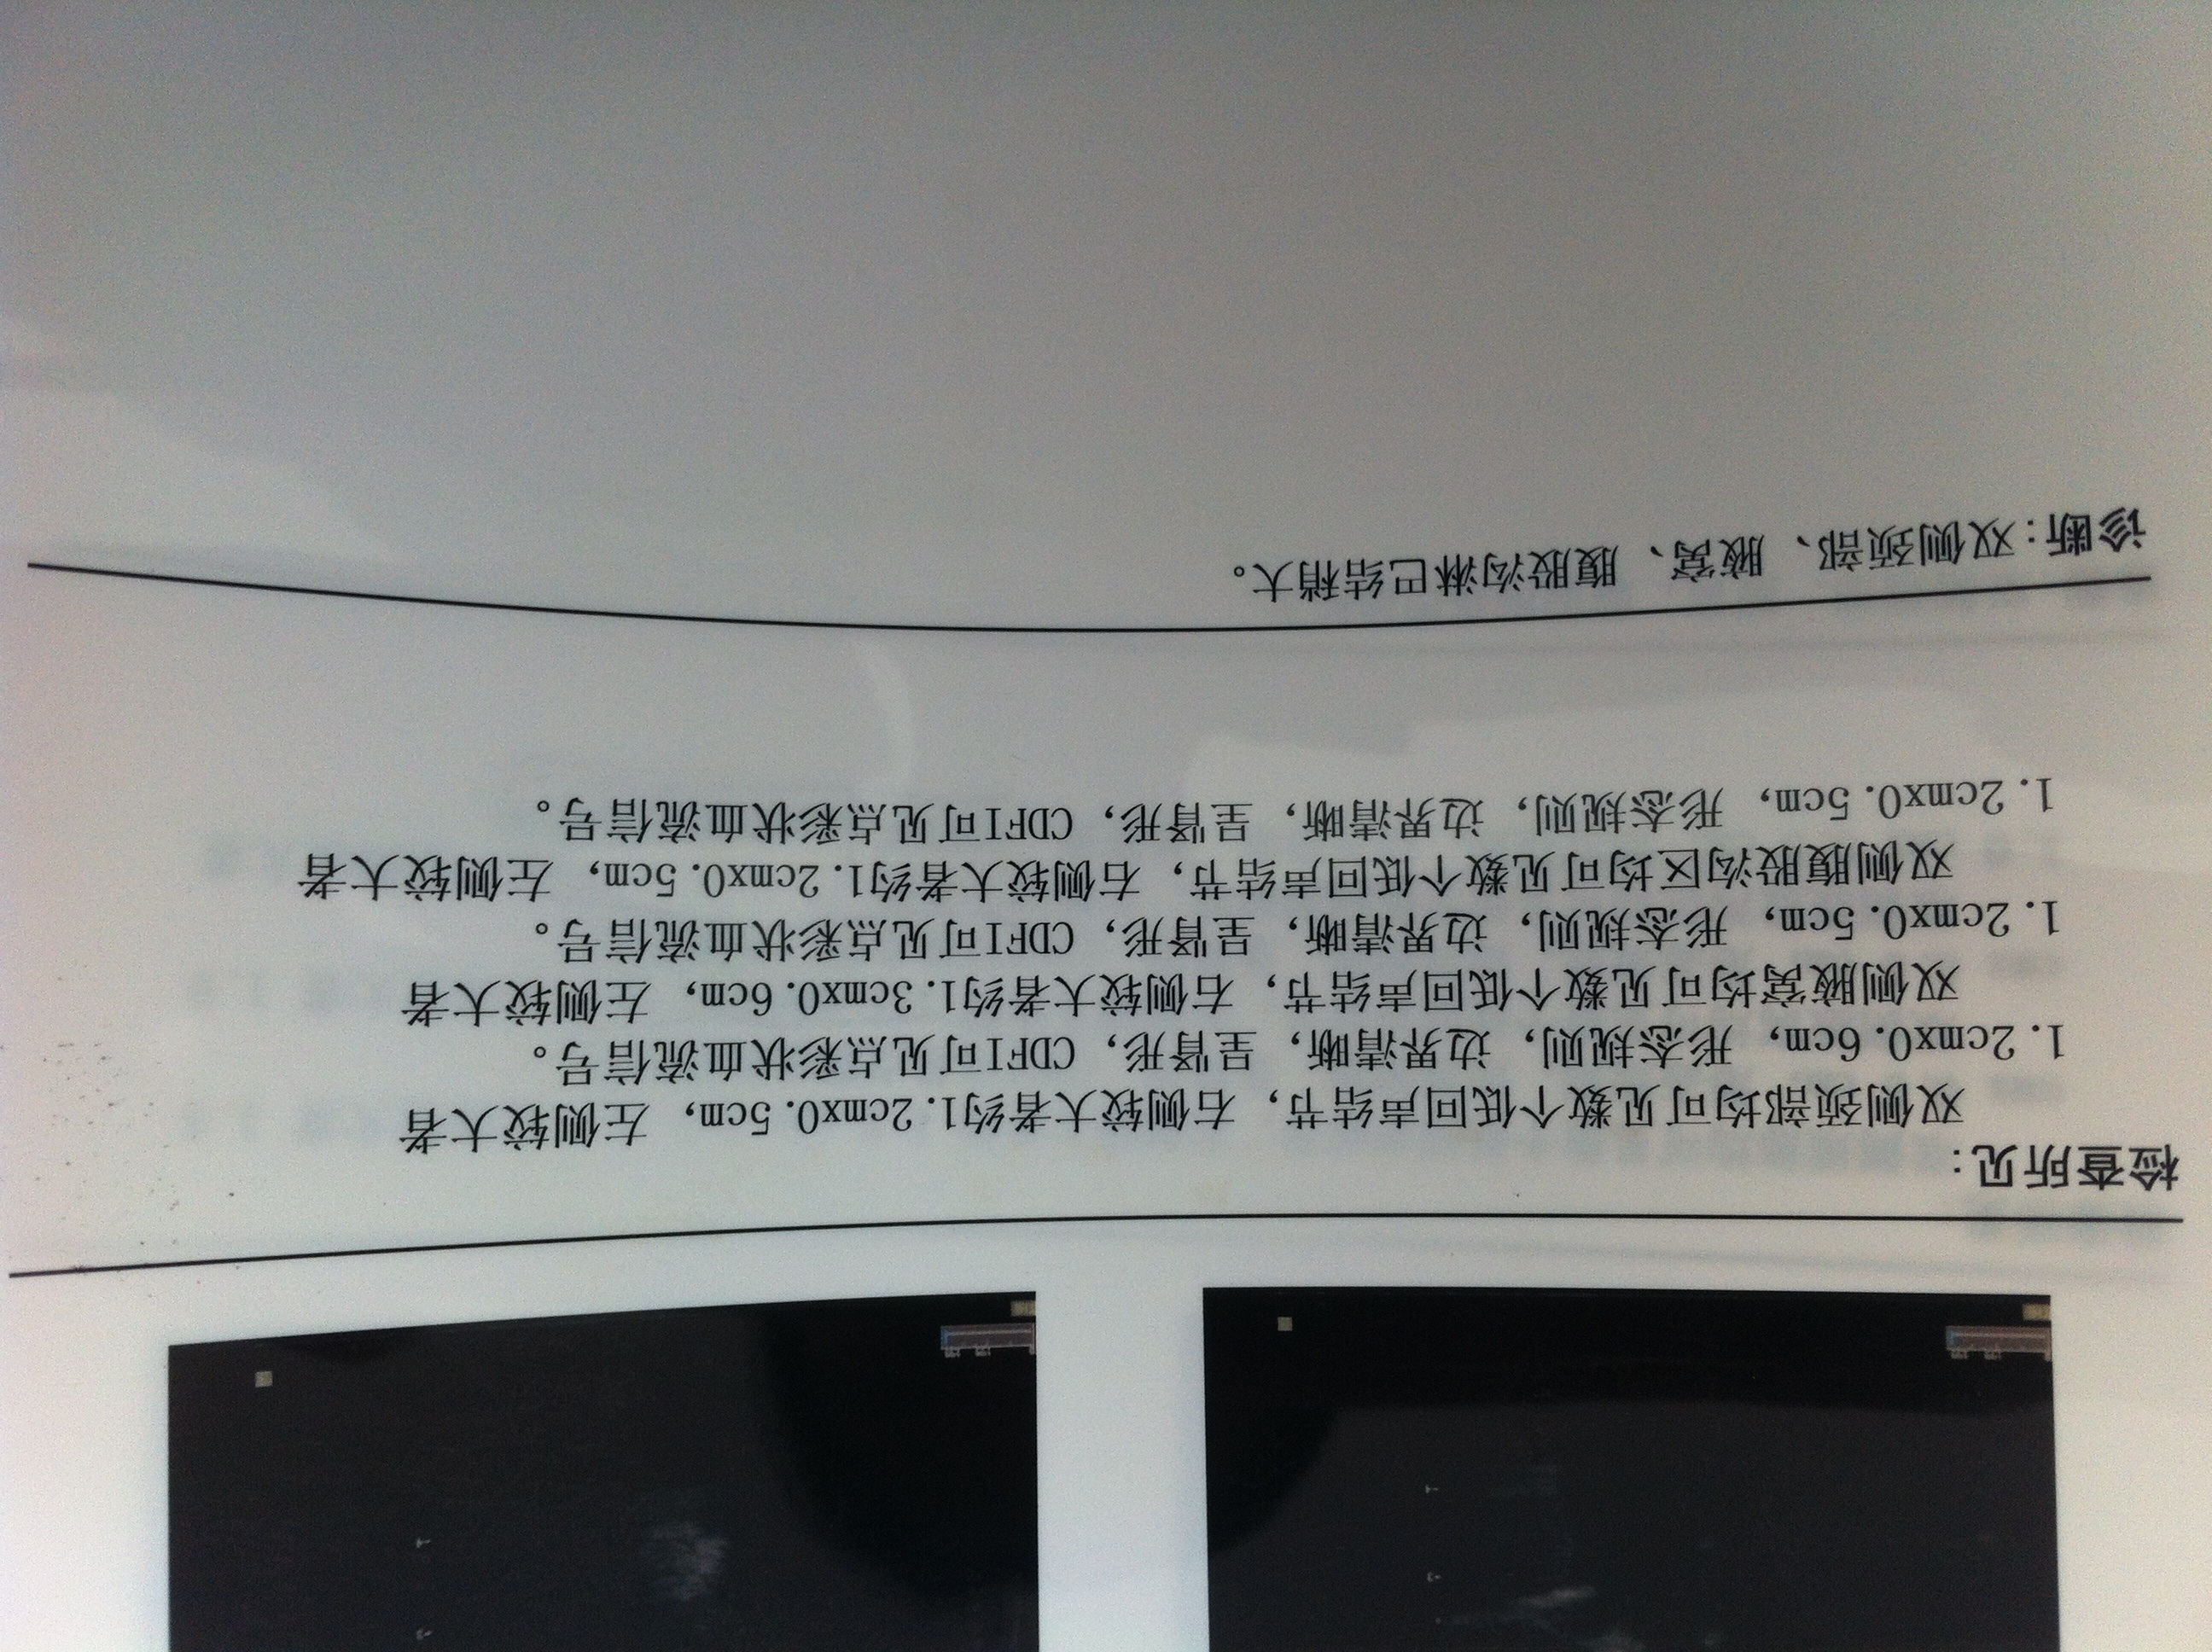 检查所见:
双侧颈部均可见数个低回声结节，右侧较大者约1.2cmx0.5cm，左侧较大者
1.2cmx0.6cm，形态规则，边界清晰，呈肾形，CDFI可见点彩状血流信号。
双侧腋窝均可见数个低回声结节，右侧较大者约1.3cmx0.6cm，左侧较大者
1.2cmx0.5cm，形态规则，边界清晰，呈肾形，CDFI可见点彩状血流信号。
双侧腹股沟区均可见数个低回声结节，右侧较大者约1.2cmx0.5cm，左侧较大者
1.2cmx0.5cm，形态规则，边界清晰，呈肾形，CDFI可见点彩状血流信号。
诊断:双侧颈部、腋窝、腹股沟淋巴结稍大。